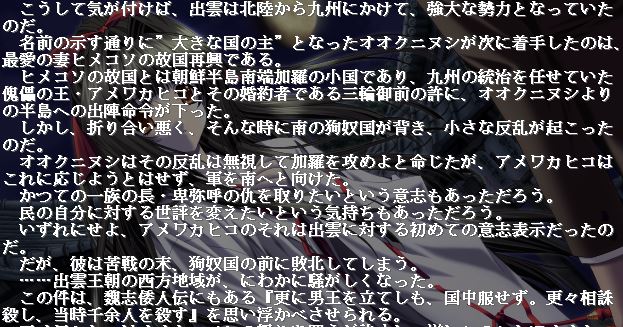 こうして気が付けば、出雲は北陸から九州にかけて、強大な勢力となっていた
のだ。
名前の示す通りに”大きな国の主”となったオオクニヌシが次に着手したのは、
最愛の妻ヒメコソの故国再興である。
ヒメコソの故国とは朝鮮半島南端加羅の小国であり、九州の統治を任せていた
傀儡の王・アメワカヒコとその婚約者である三輪御前の許に、オオクニヌシより
の半島への出陣命令が下った。
しかし、折り合い悪く、そんな時に南の狗奴国が背き、小さな反乱が起こった
のだ。
オオクニヌシはその反乱は無視して加羅を攻めよと命じたが、アメワカヒコは
これに応じようとはせず、軍を南へと向けた。
かつての一族の長・卑弥呼の仇を取りたいという意志もあっただろう。
民の自分に対する世評を変えたいという気持ちもあっただろう。
いずれにせよ、アメワカヒコのそれは出雲に対する初めての意志表示だったの
だ。
だが、彼は苦戦の末、狗奴国の前に敗北してしまう。
……出雲王朝の西方地域が、にわかに騒がしくなった。
この件は、魏志倭人伝にもある『更に男王を立てしも、国中服せず。更々相誅
殺し、当時千余人を殺す』を思い浮かべさせられる。